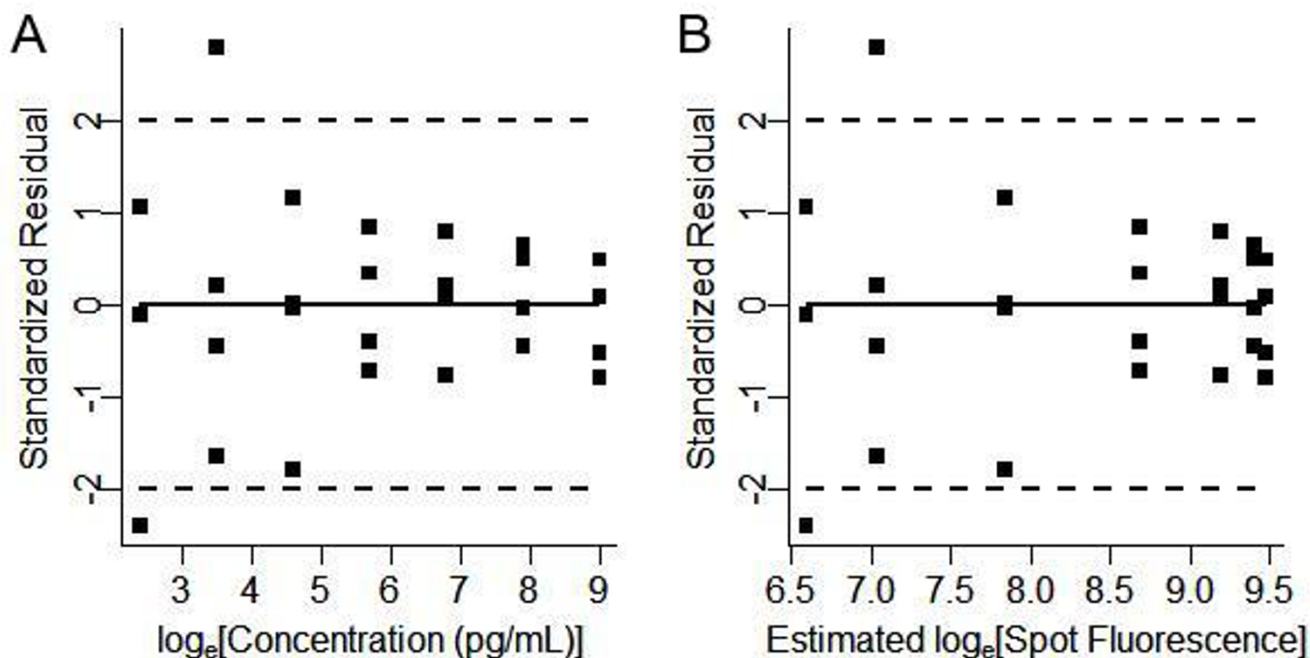 A
B
Standardized Residual
2
1
0
-1
-2
3 4 5 6 7 8 9
logₑ[Concentration (pg/mL)]
Standardized Residual
2
1
0
-1
-2
6.5 7.0 7.5 8.0 8.5 9.0 9.5
Estimated logₑ[Spot Fluorescence]